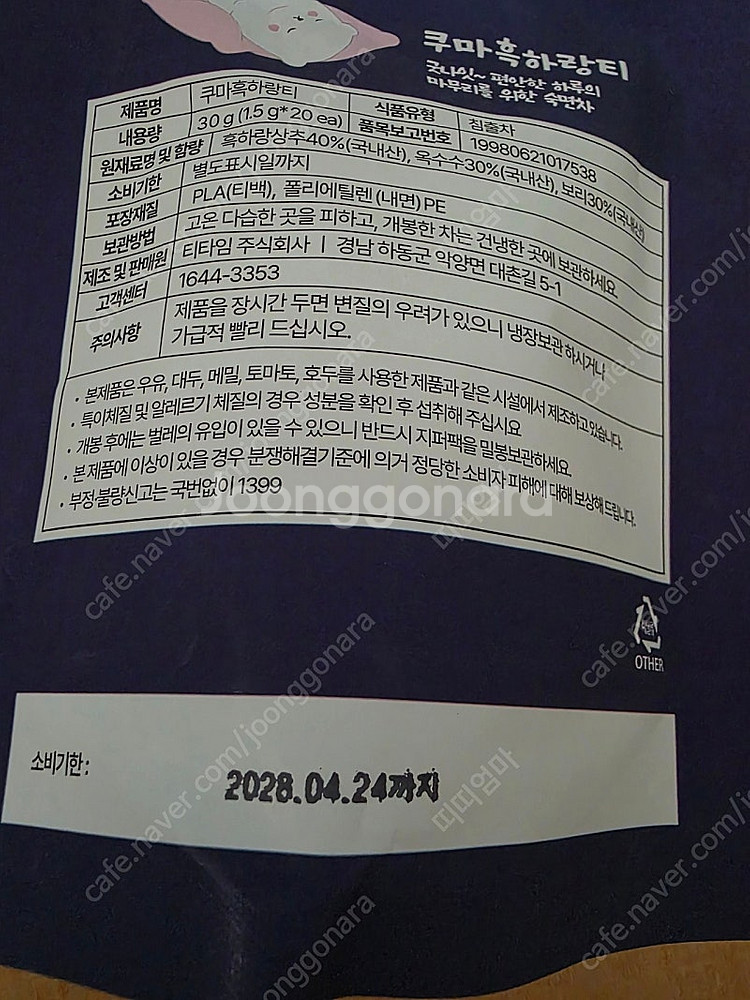 쿠마흑하랑티
굿나잇~ 편안한 하루의
마무리를 위한 숙면차
제품명 쿠마흑하랑티 식품유형 침출차
내용량 30 g (1.5 g*20 ea) 품목보고번호 19980621017538
원재료명 및 함량 흑하랑상추40%(국내산), 옥수수30%(국내산), 보리30%(국내산)
소비기한 별도표시일까지
포장재질 PLA(티백), 폴리에틸렌(내면) PE
보관방법 고온 다습한 곳을 피하고, 개봉한 차는 건냉한 곳에 보관하세요.
제조 및 판매원 티타임 주식회사 | 경남 하동군 악양면 대촌길 5-1
고객센터 1644-3353
주의사항 제품을 장시간 두면 변질의 우려가 있으니 냉장보관 하시거나
가급적 빨리 드십시오.
· 본제품은 우유, 대두, 메밀, 토마토, 호두를 사용한 제품과 같은 시설에서 제조하고 있습니다.
· 특이체질 및 알레르기 체질의 경우 성분을 확인 후 섭취해 주십시요
· 개봉 후에는 벌레의 유입이 있을 수 있으니 반드시 지퍼팩을 밀봉보관하세요.
· 본 제품에 이상이 있을 경우 분쟁해결기준에 의거 정당한 소비자 피해에 대해 보상해 드립니다.
· 부정·불량신고는 국번없이 1399
joonggonara
띠띠엄마
cafe.naver.com/joonggonara
OTHER
소비기한 :
2028.04.24까지
띠띠엄마
cafe.naver.com/joonggonara